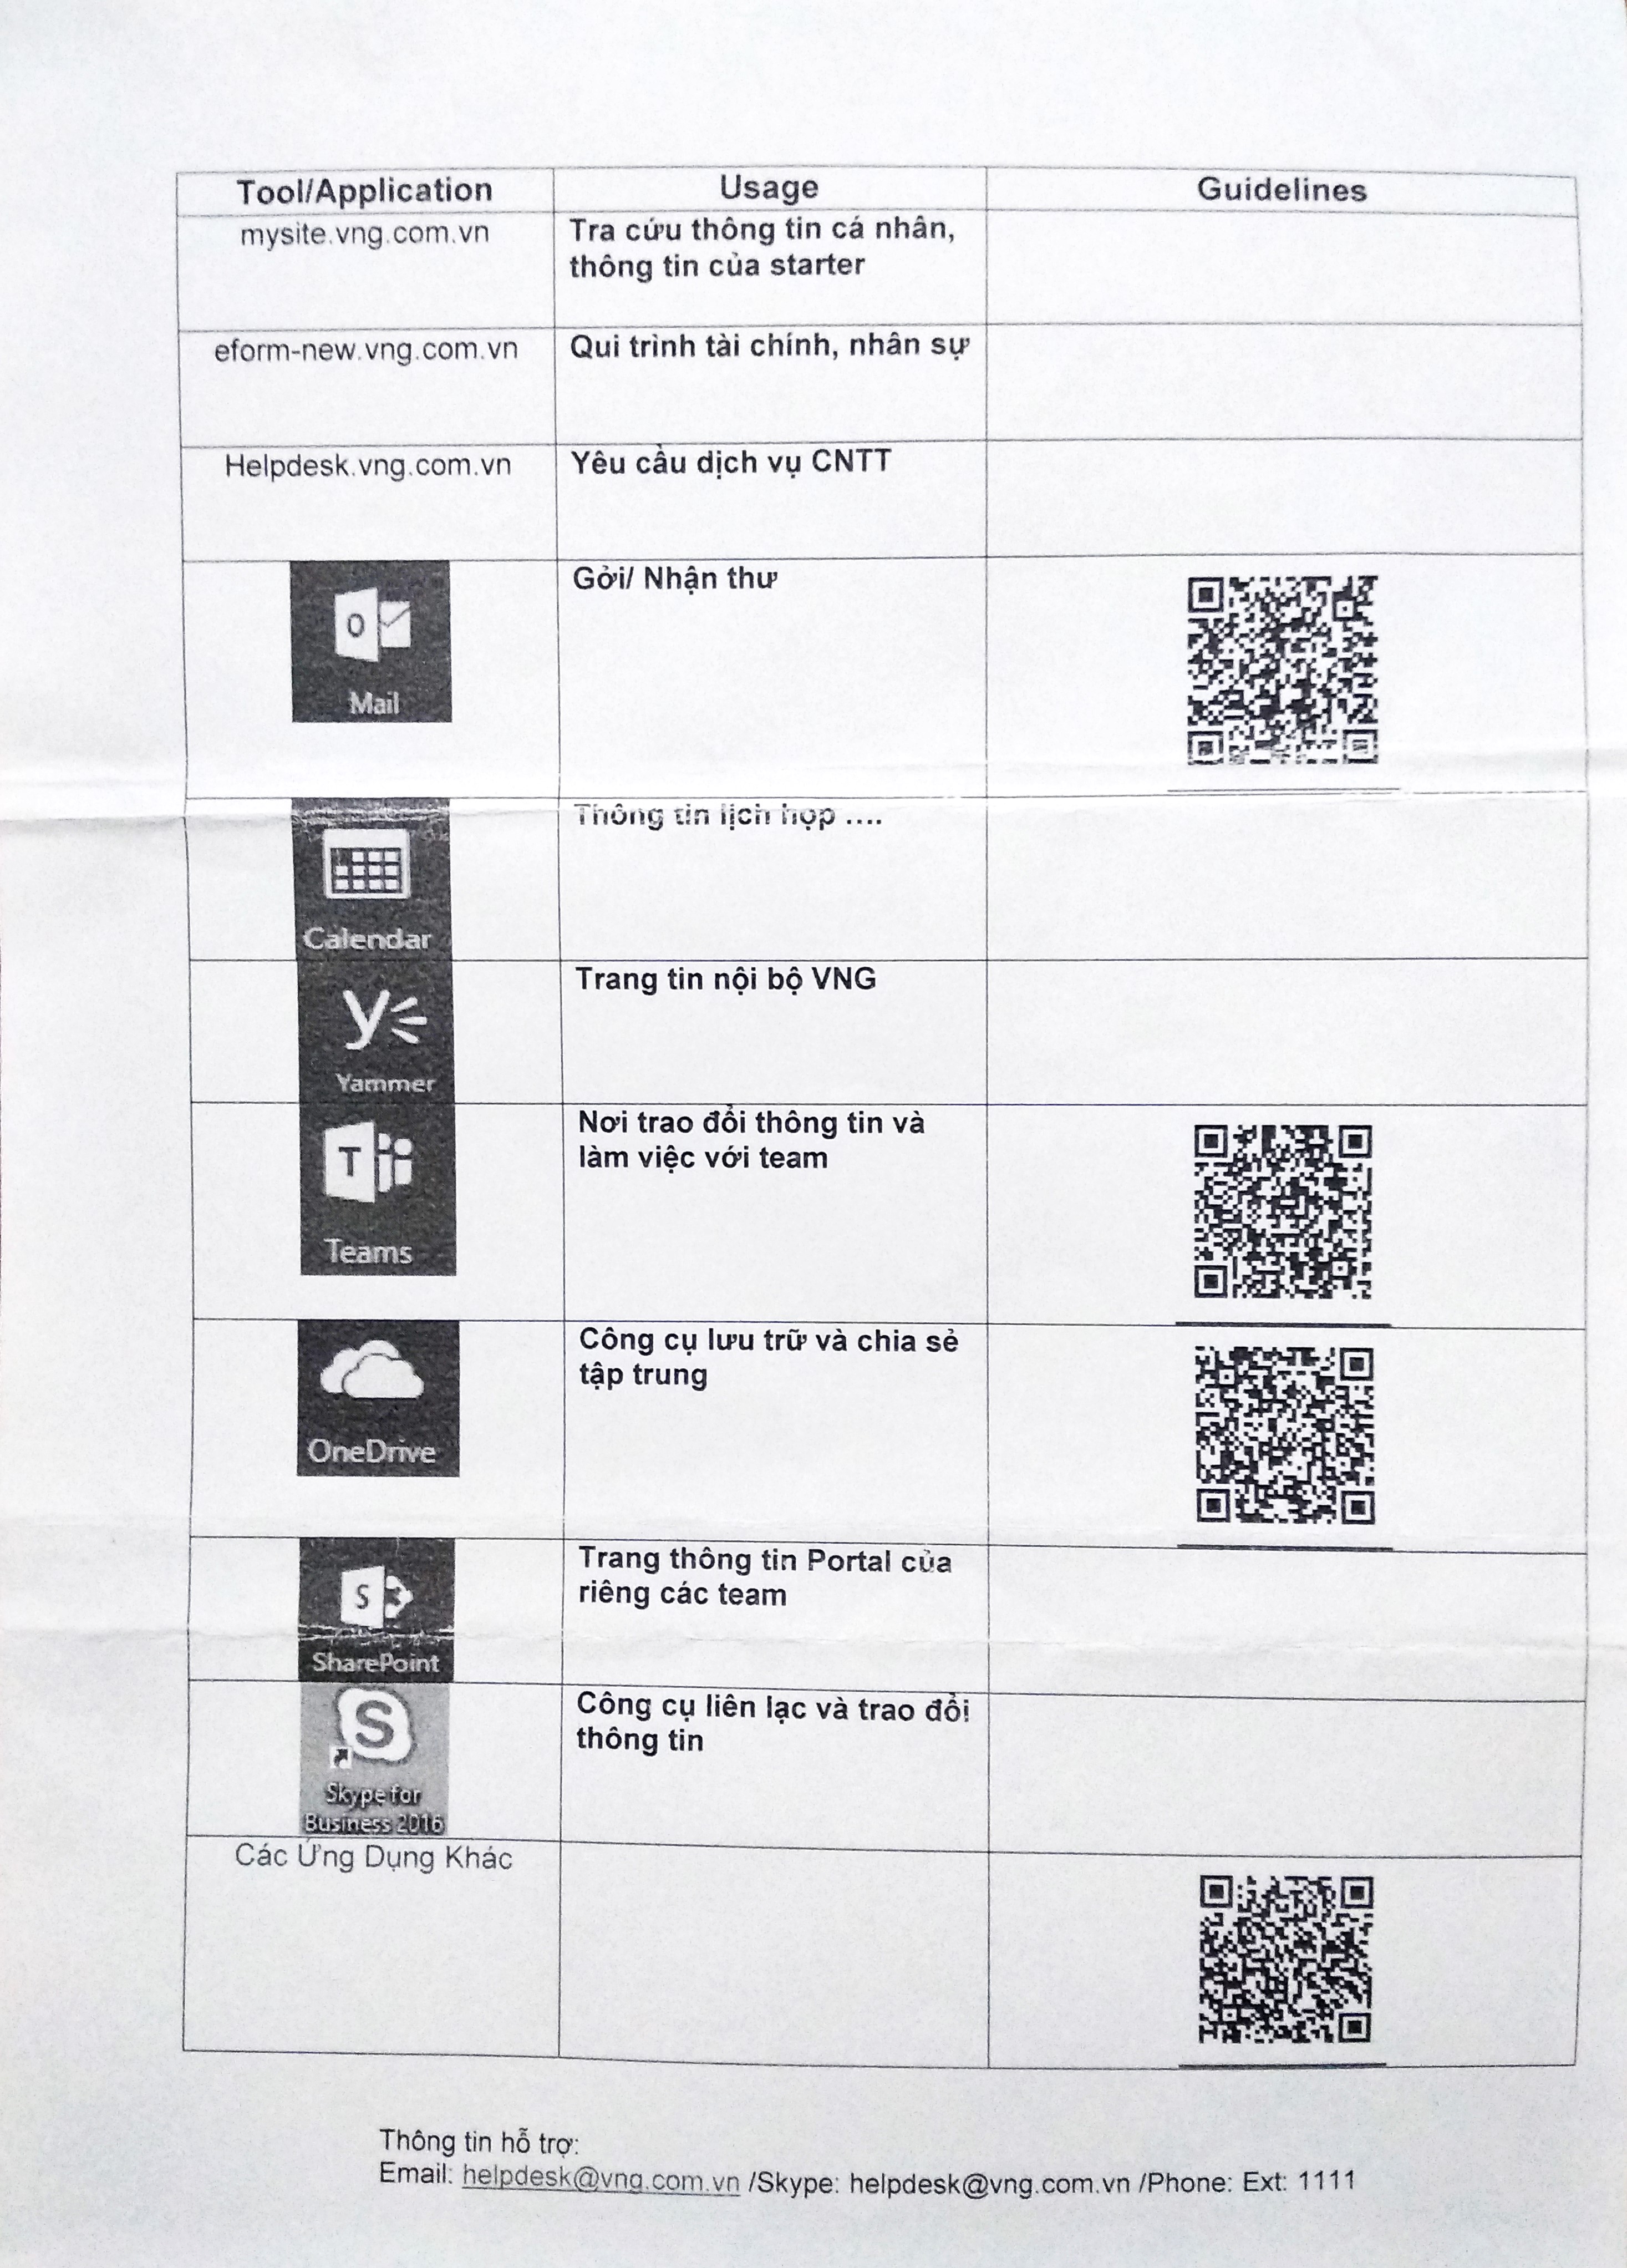 Tool/Application
Usage
Guidelines
mysite.vng.com.vn
Tra cứu thông tin cá nhân,
thông tin của starter
eform-new.vng.com.vn
Qui trình tài chính, nhân sự
Helpdesk.vng.com.vn
Yêu cầu dịch vụ CNTT
Mail
Gởi/ Nhận thư
Calendar
Thông tin lịch họp ....
Yammer
Trang tin nội bộ VNG
Teams
Nơi trao đổi thông tin và
làm việc với team
OneDrive
Công cụ lưu trữ và chia sẻ
tập trung
SharePoint
Trang thông tin Portal của
riêng các team
Skype for
Business 2016
Công cụ liên lạc và trao đổi
thông tin
Các Ứng Dụng Khác
Thông tin hỗ trợ:
Email: helpdesk@vng.com.vn /Skype: helpdesk@vng.com.vn /Phone: Ext: 1111